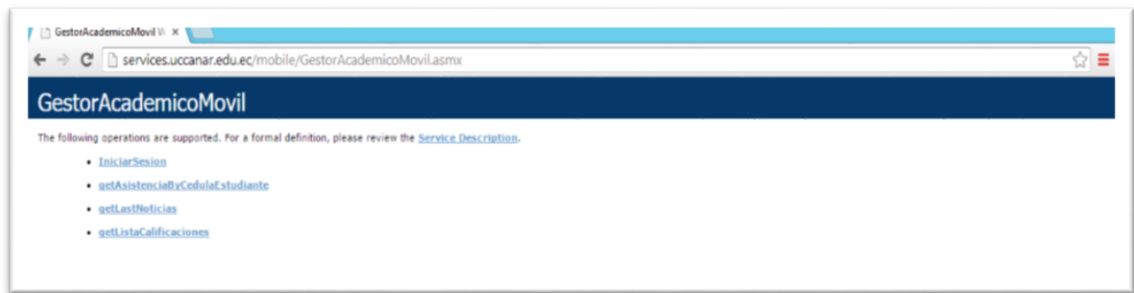 GestorAcademicoMovil W
services.uccanar.edu.ec/mobile/GestorAcademicoMovil.asmx
GestorAcademicoMovil
The following operations are supported. For a formal definition, please review the Service Description.
IniciarSesion
getAsistenciaByCedulaEstudiante
getLastNoticias
getListaCalificaciones